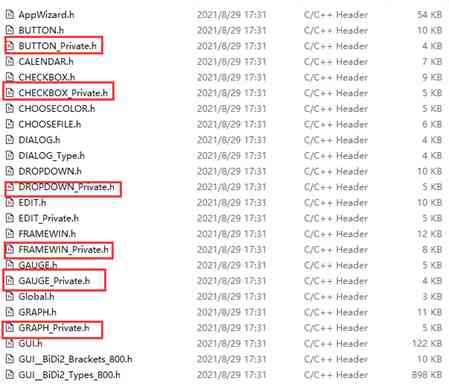 AppWizard.h 2021/8/29 17:31 C/C++ Header 54 KB
BUTTON.h 2021/8/29 17:31 C/C++ Header 10 KB
BUTTON_Private.h 2021/8/29 17:31 C/C++ Header 4 KB
CALENDAR.h 2021/8/29 17:31 C/C++ Header 7 KB
CHECKBOX.h 2021/8/29 17:31 C/C++ Header 9 KB
CHECKBOX_Private.h 2021/8/29 17:31 C/C++ Header 5 KB
CHOOSECOLOR.h 2021/8/29 17:31 C/C++ Header 5 KB
CHOOSEFILE.h 2021/8/29 17:31 C/C++ Header 6 KB
DIALOG.h 2021/8/29 17:31 C/C++ Header 4 KB
DIALOG_Type.h 2021/8/29 17:31 C/C++ Header 4 KB
DROPDOWN.h 2021/8/29 17:31 C/C++ Header 10 KB
DROPDOWN_Private.h 2021/8/29 17:31 C/C++ Header 5 KB
EDIT.h 2021/8/29 17:31 C/C++ Header 10 KB
EDIT_Private.h 2021/8/29 17:31 C/C++ Header 5 KB
FRAMEWIN.h 2021/8/29 17:31 C/C++ Header 12 KB
FRAMEWIN_Private.h 2021/8/29 17:31 C/C++ Header 8 KB
GAUGE.h 2021/8/29 17:31 C/C++ Header 5 KB
GAUGE_Private.h 2021/8/29 17:31 C/C++ Header 4 KB
Global.h 2021/8/29 17:31 C/C++ Header 3 KB
GRAPH.h 2021/8/29 17:31 C/C++ Header 11 KB
GRAPH_Private.h 2021/8/29 17:31 C/C++ Header 5 KB
GUI.h 2021/8/29 17:31 C/C++ Header 122 KB
GUI__BiDi2_Brackets_800.h 2021/8/29 17:31 C/C++ Header 10 KB
GUI__BiDi2_Types_800.h 2021/8/29 17:31 C/C++ Header 898 KB